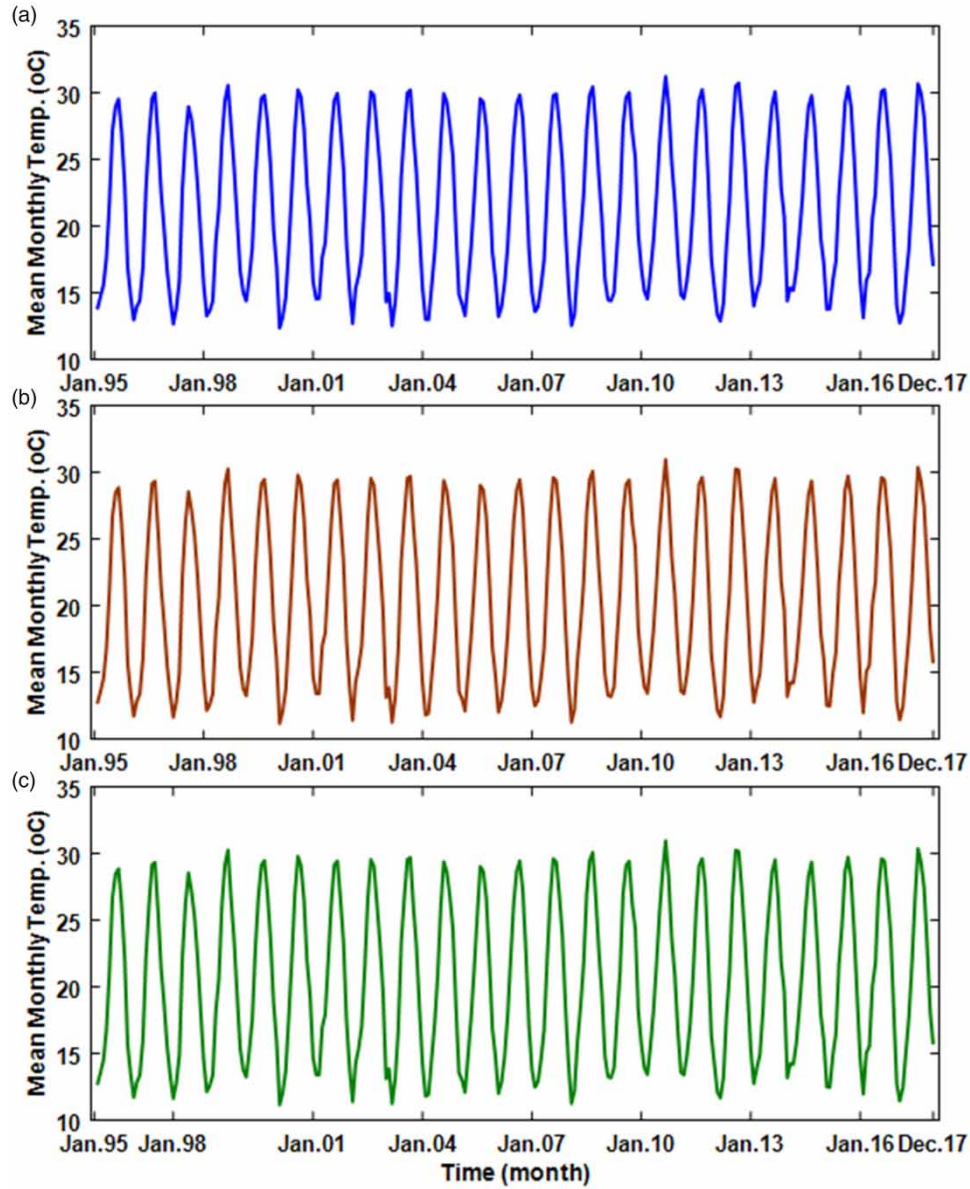 (a)
35
30
25
20
15
10
Mean Monthly Temp. (oC)
Jan.95 Jan.98 Jan.01 Jan.04 Jan.07 Jan.10 Jan.13 Jan.16 Dec.17
(b)
35
30
25
20
15
10
Mean Monthly Temp. (oC)
Jan.95 Jan.98 Jan.01 Jan.04 Jan.07 Jan.10 Jan.13 Jan.16 Dec.17
(c)
35
30
25
20
15
10
Mean Monthly Temp. (oC)
Jan.95 Jan.98 Jan.01 Jan.04 Jan.07 Jan.10 Jan.13 Jan.16 Dec.17
Time (month)